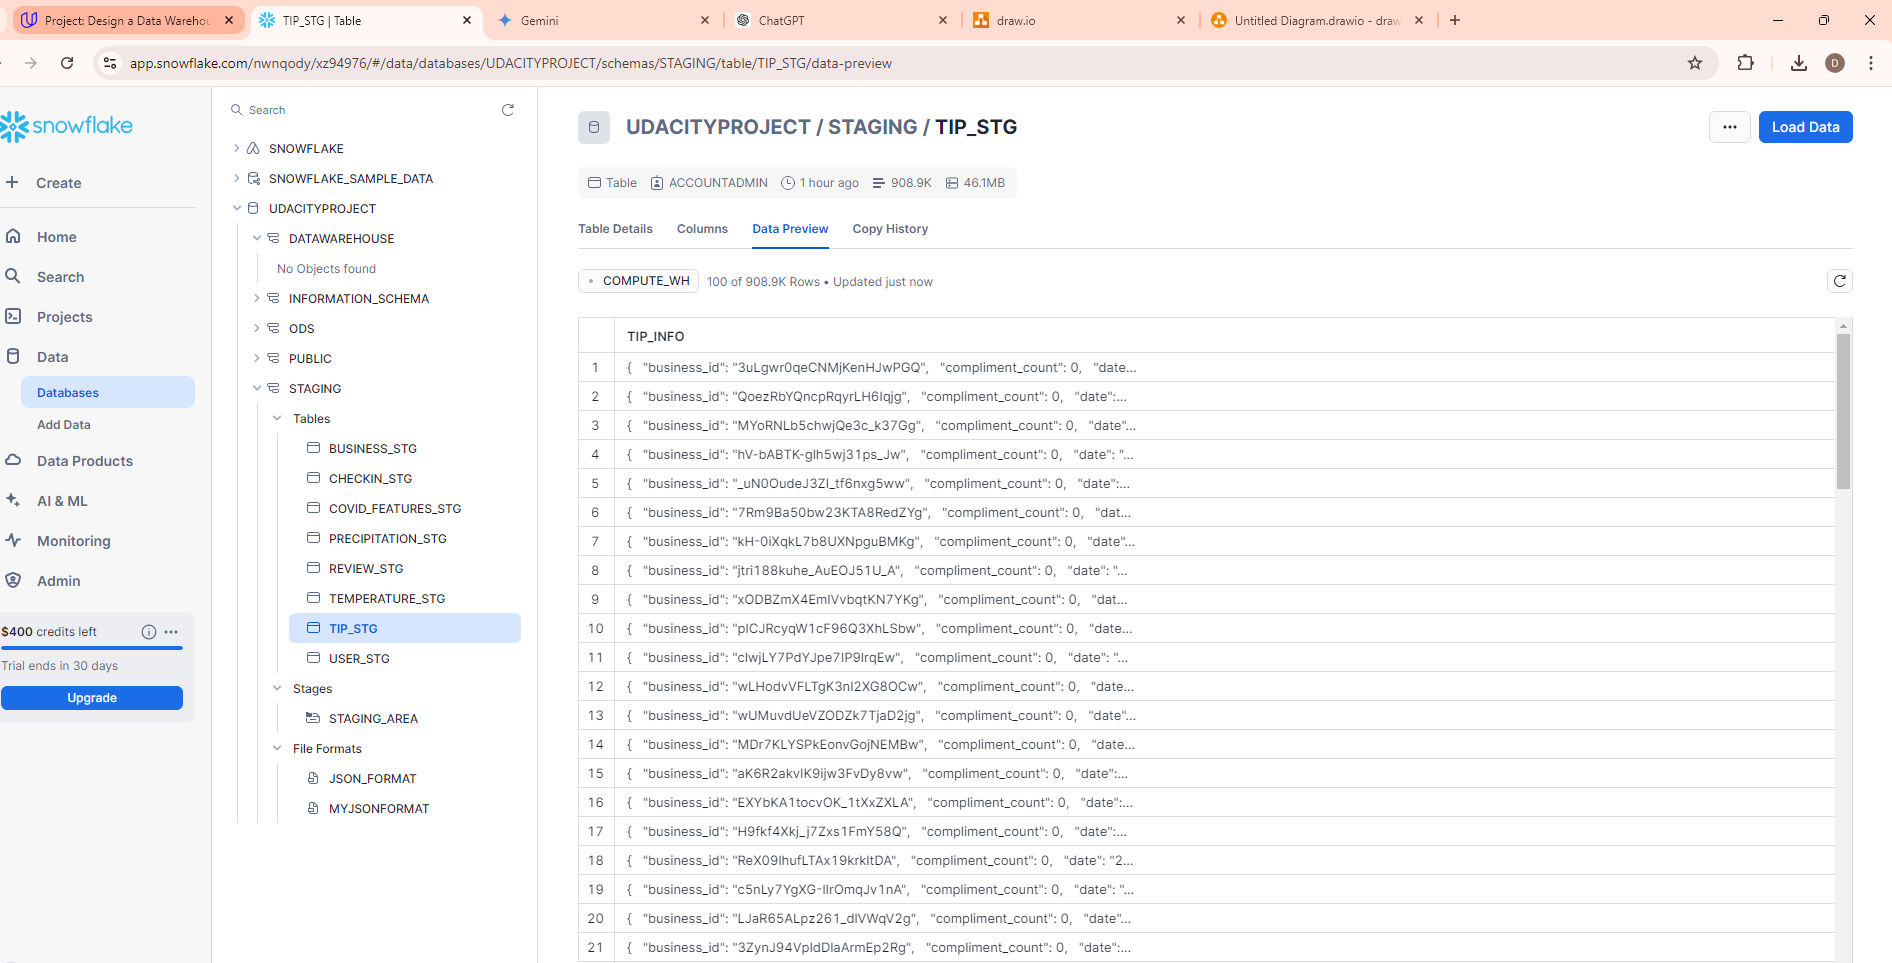 Project: Design a Data Warehou
TIP_STG | Table
Gemini
ChatGPT
draw.io
Untitled Diagram.drawio - draw
app.snowflake.com/nwnqody/xz94976/#/data/databases/UDACITYPROJECT/schemas/STAGING/table/TIP_STG/data-preview
D
snowflake
Create
Home
Search
Projects
Data
Databases
Add Data
Data Products
AI & ML
Monitoring
Admin
$400 credits left
Trial ends in 30 days
Upgrade
Search
SNOWFLAKE
SNOWFLAKE_SAMPLE_DATA
UDACITYPROJECT
DATAWAREHOUSE
No Objects found
INFORMATION_SCHEMA
ODS
PUBLIC
STAGING
Tables
BUSINESS_STG
CHECKIN_STG
COVID_FEATURES_STG
PRECIPITATION_STG
REVIEW_STG
TEMPERATURE_STG
TIP_STG
USER_STG
Stages
STAGING_AREA
File Formats
JSON_FORMAT
MYJSONFORMAT
UDACITYPROJECT / STAGING / TIP_STG
... Load Data
Table ACCOUNTADMIN 1 hour ago 908.9K 46.1MB
Table Details Columns Data Preview Copy History
COMPUTE_WH 100 of 908.9K Rows • Updated just now
TIP_INFO
1 { "business_id": "3uLgwr0qeCNMjKenHJwPGQ", "compliment_count": 0, "date...
2 { "business_id": "QoezRbYQncpRqyrLH6Iqjg", "compliment_count": 0, "date":...
3 { "business_id": "MYoRNLb5chwjQe3c_k37Gg", "compliment_count": 0, "date"...
4 { "business_id": "hV-bABTK-glh5wj31ps_Jw", "compliment_count": 0, "date": "...
5 { "business_id": "_uN0OudeJ3Zl_tf6nxg5ww", "compliment_count": 0, "date":...
6 { "business_id": "7Rm9Ba50bw23KTA8RedZYg", "compliment_count": 0, "dat...
7 { "business_id": "kH-0iXqkL7b8UXNpguBMKg", "compliment_count": 0, "date"...
8 { "business_id": "jtri188kuhe_AuEOJ51U_A", "compliment_count": 0, "date": "...
9 { "business_id": "xODBZmX4EmlVvbqtKN7YKg", "compliment_count": 0, "dat...
10 { "business_id": "pICJRcyqW1cF96Q3XhLSbw", "compliment_count": 0, "date...
11 { "business_id": "clwjLY7PdYJpe7IP9IrqEw", "compliment_count": 0, "date": "...
12 { "business_id": "wLHodvVFLTgK3nI2XG8OCw", "compliment_count": 0, "date...
13 { "business_id": "wUMuvdUeVZODZk7TjaD2jg", "compliment_count": 0, "date"...
14 { "business_id": "MDr7KLYSPkEonvGojNEMBw", "compliment_count": 0, "date...
15 { "business_id": "aK6R2akvIK9ijw3FvDy8vw", "compliment_count": 0, "date":...
16 { "business_id": "EXYbKA1tocvOK_1tXxZXLA", "compliment_count": 0, "date":...
17 { "business_id": "H9fkf4Xkj_j7Zxs1FmY58Q", "compliment_count": 0, "date":...
18 { "business_id": "ReX09lhufLTAx19krkItDA", "compliment_count": 0, "date": "2...
19 { "business_id": "c5nLy7YgXG-IIrOmqJv1nA", "compliment_count": 0, "date": "...
20 { "business_id": "LJaR65ALpz261_dlVWqV2g", "compliment_count": 0, "date"...
21 { "business_id": "3ZynJ94VpIdDlaArmEp2Rg", "compliment_count": 0, "date":...